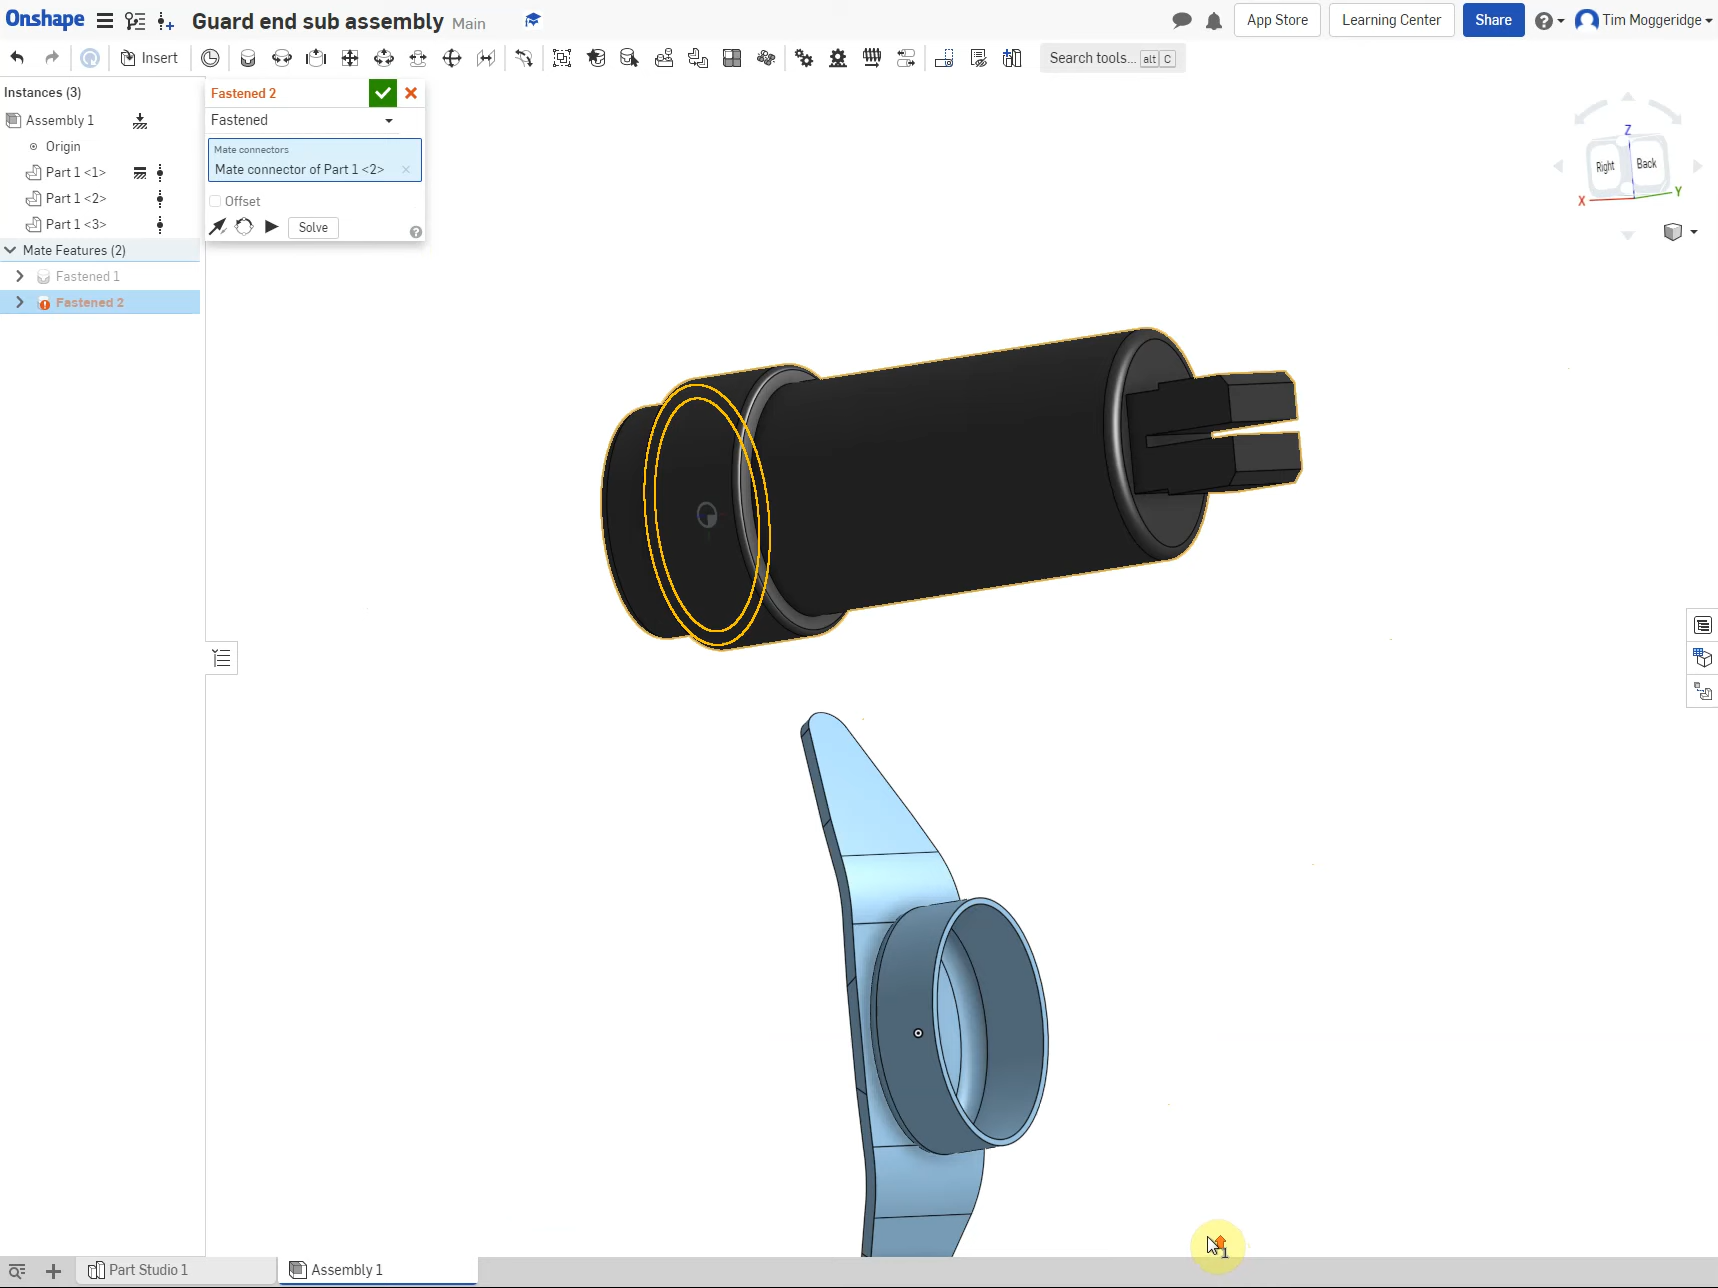 Onshape
Guard end sub assembly Main
App Store
Learning Center
Share
Tim Moggeridge
Insert
Search tools... alt C
Instances (3)
Assembly 1
Origin
Part 1 <1>
Part 1 <2>
Part 1 <3>
Mate Features (2)
Fastened 1
Fastened 2
Fastened 2
Fastened
Mate connectors
Mate connector of Part 1 <2>
Offset
Solve
Z
Right
Back
X
Y
1
Part Studio 1
Assembly 1